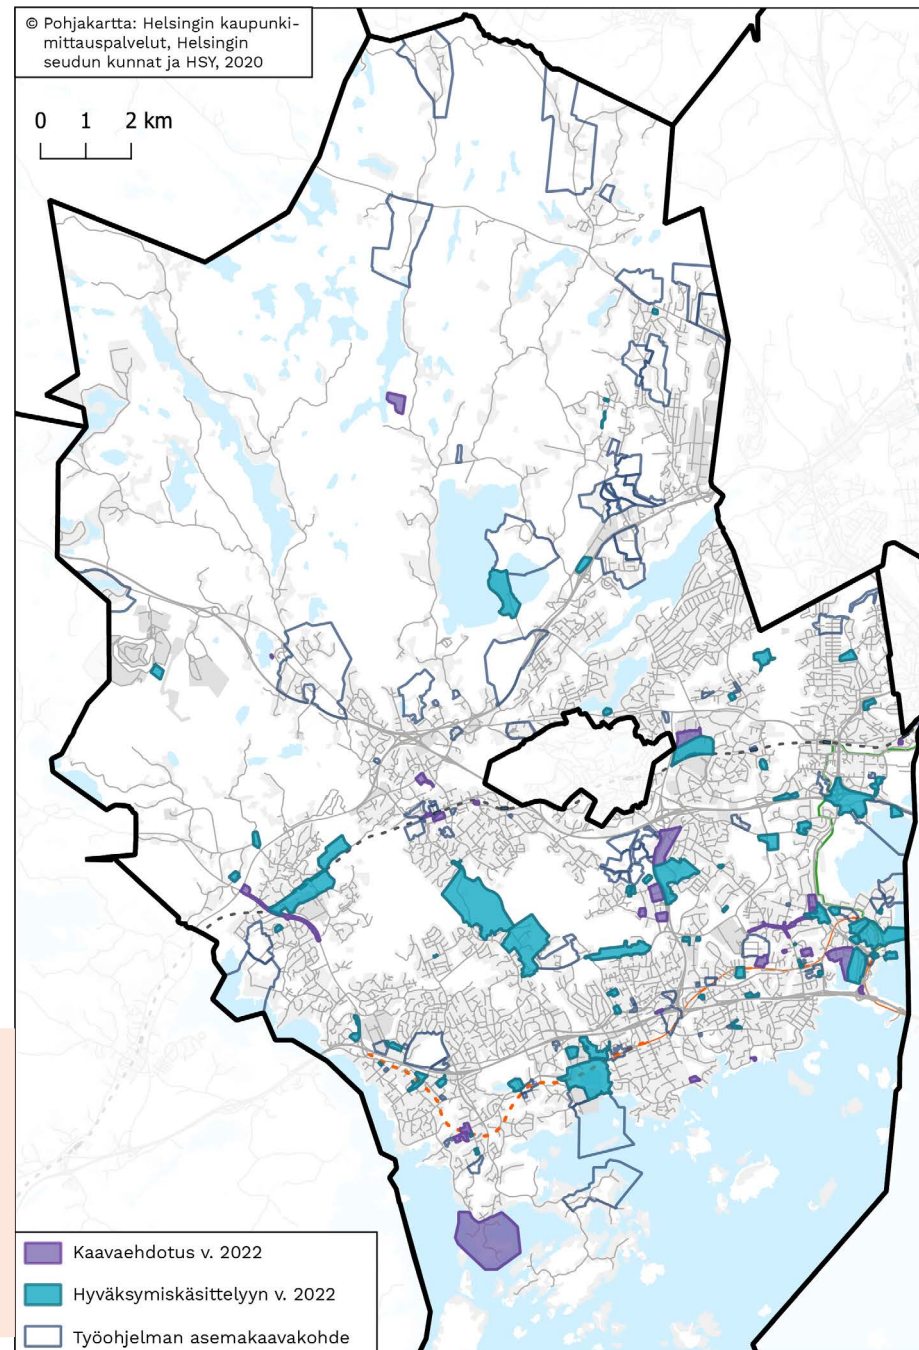 © Pohjakartta: Helsingin kaupunki-
mittauspalvelut, Helsingin
seudun kunnat ja HSY, 2020
0 1 2 km
Kaavaehdotus v. 2022
Hyväksymiskäsittelyyn v. 2022
Työohjelman asemakaavakohde